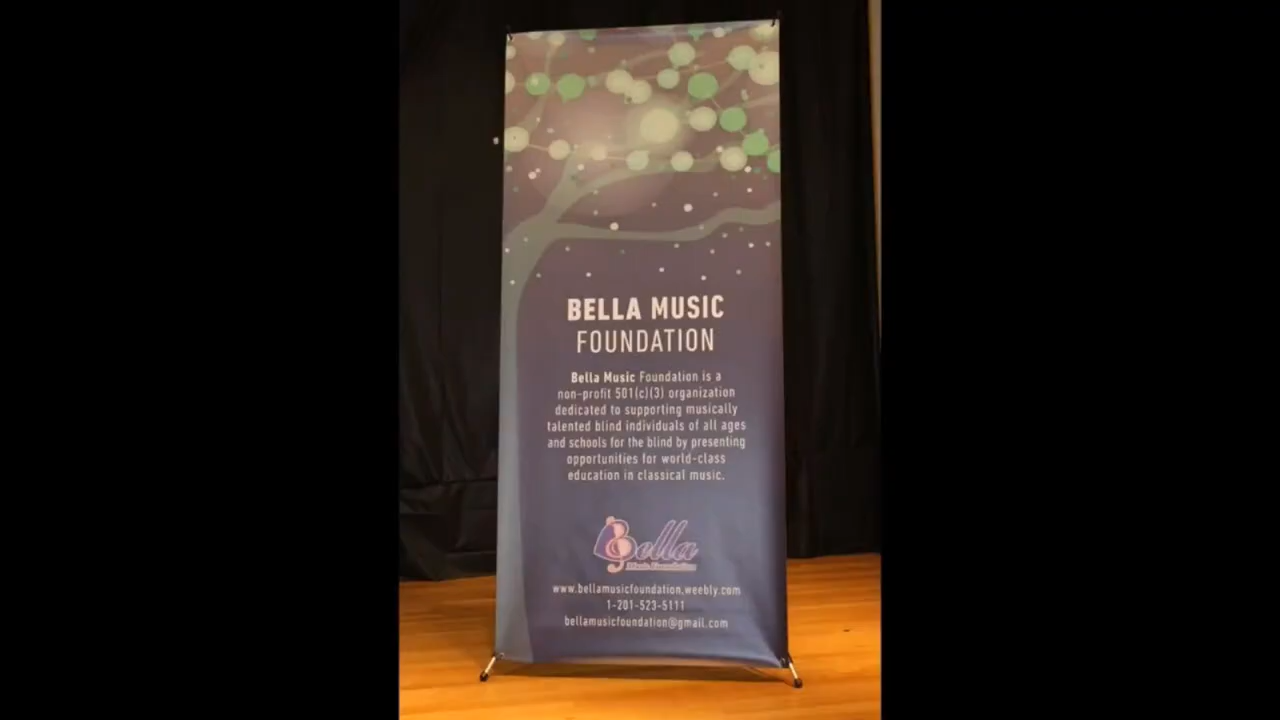 BELLA MUSIC
FOUNDATION
Bella Music Foundation is a
non-profit 501(c)(3) organization
dedicated to supporting musically
talented blind individuals of all ages
and schools for the blind by presenting
opportunities for world-class
education in classical music.
Bella
Music Foundation
www.bellamusicfoundation.weebly.com
1-201-523-5111
bellamusicfoundation@gmail.com